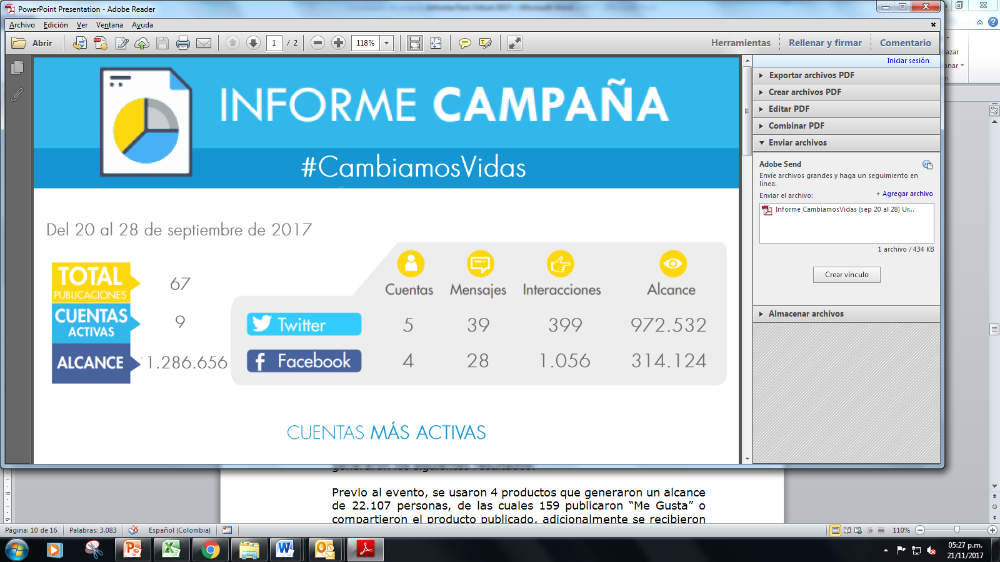 PowerPoint Presentation - Adobe Reader
Archivo Edición Ver Ventana Ayuda
Abrir 1 / 2 118% Herramientas Rellenar y firmar Comentario
Iniciar sesión
Exportar archivos PDF
Crear archivos PDF
Editar PDF
Combinar PDF
Enviar archivos
Adobe Send
Envíe archivos grandes y haga un seguimiento en
línea.
Enviar el archivo: + Agregar archivo
Informe CambiamosVidas (sep 20 al 28) Ur...
1 archivo / 434 KB
Crear vínculo
Almacenar archivos
INFORME CAMPAÑA
#CambiamosVidas
Del 20 al 28 de septiembre de 2017
TOTAL
PUBLICACIONES
67
CUENTAS
ACTIVAS
9
ALCANCE
1.286.656
Cuentas Mensajes Interacciones Alcance
Twitter 5 39 399 972.532
Facebook 4 28 1.056 314.124
CUENTAS MÁS ACTIVAS
Previo al evento, se usaron 4 productos que generaron un alcance
de 22.107 personas, de las cuales 159 publicaron “Me Gusta” o
compartieron el producto publicado, adicionalmente se recibieron
Página: 10 de 16 Palabras: 3.083 Español (Colombia) 110%
05:27 p.m.
21/11/2017